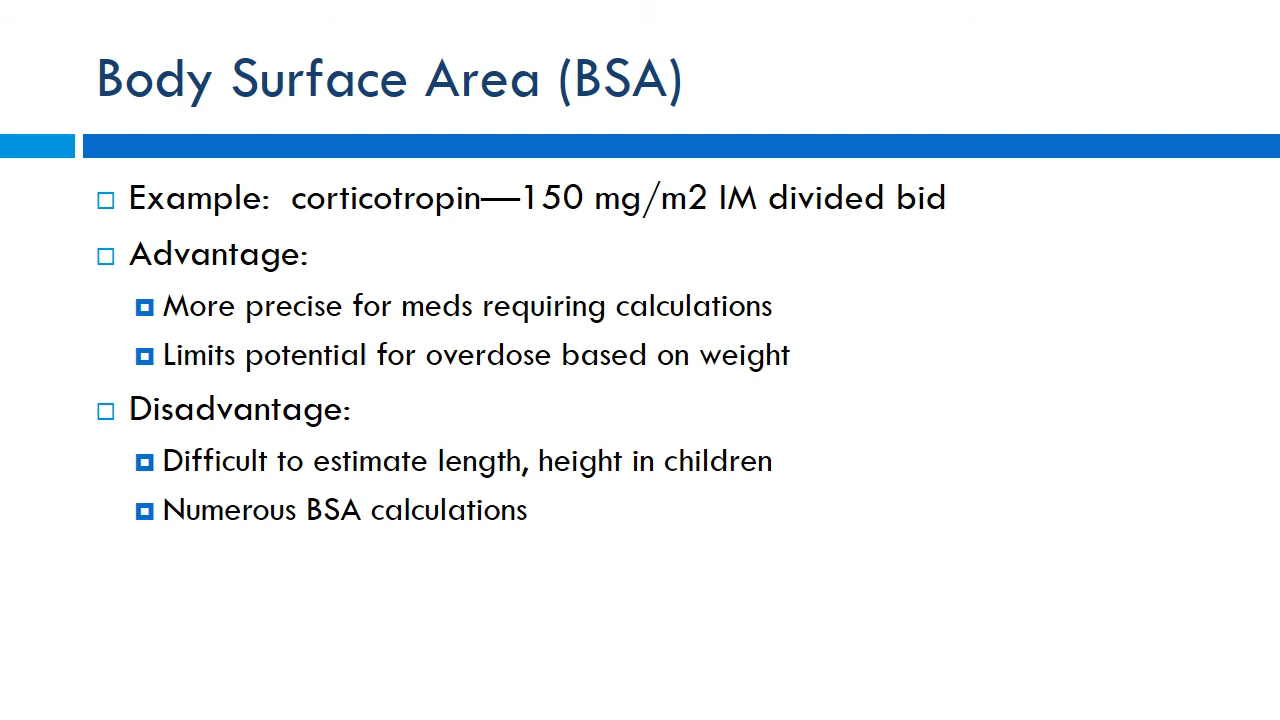 Body Surface Area (BSA)
Example:  corticotropin—150 mg/m2 IM divided bid
Advantage:
More precise for meds requiring calculations
Limits potential for overdose based on weight
Disadvantage:
Difficult to estimate length, height in children
Numerous BSA calculations